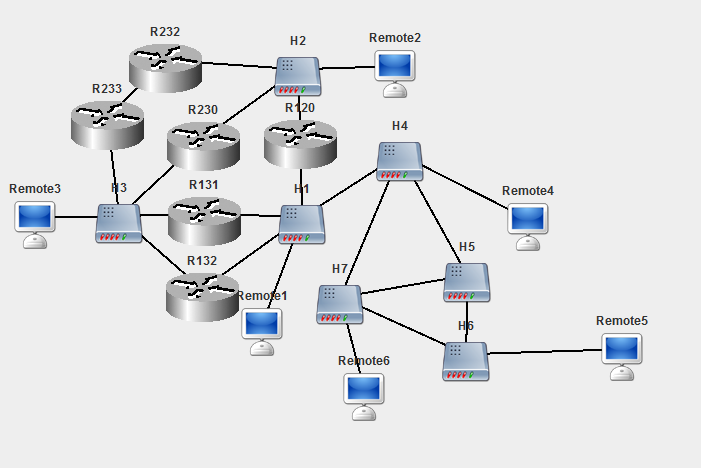 R232
H2
Remote2
R233
R230
R120
H4
Remote3
H3
R131
H1
Remote4
R132
H7
H5
Remote1
H6
Remote5
Remote6